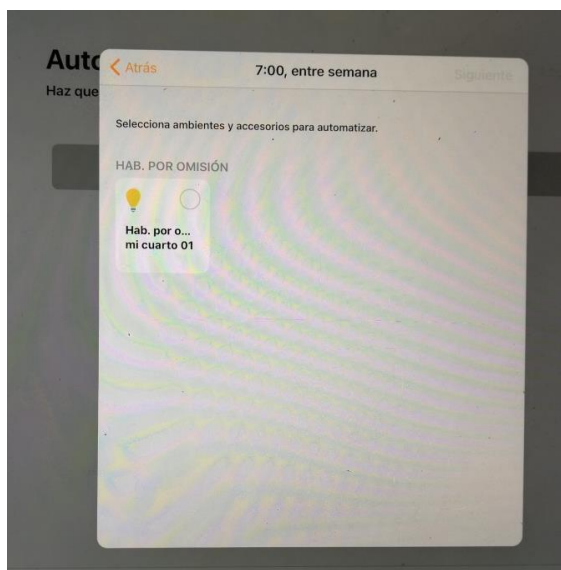 Auto
Haz que
Atrás
7:00, entre semana
Siguiente
Selecciona ambientes y accesorios para automatizar.
HAB. POR OMISIÓN
Hab. por o...
mi cuarto 01